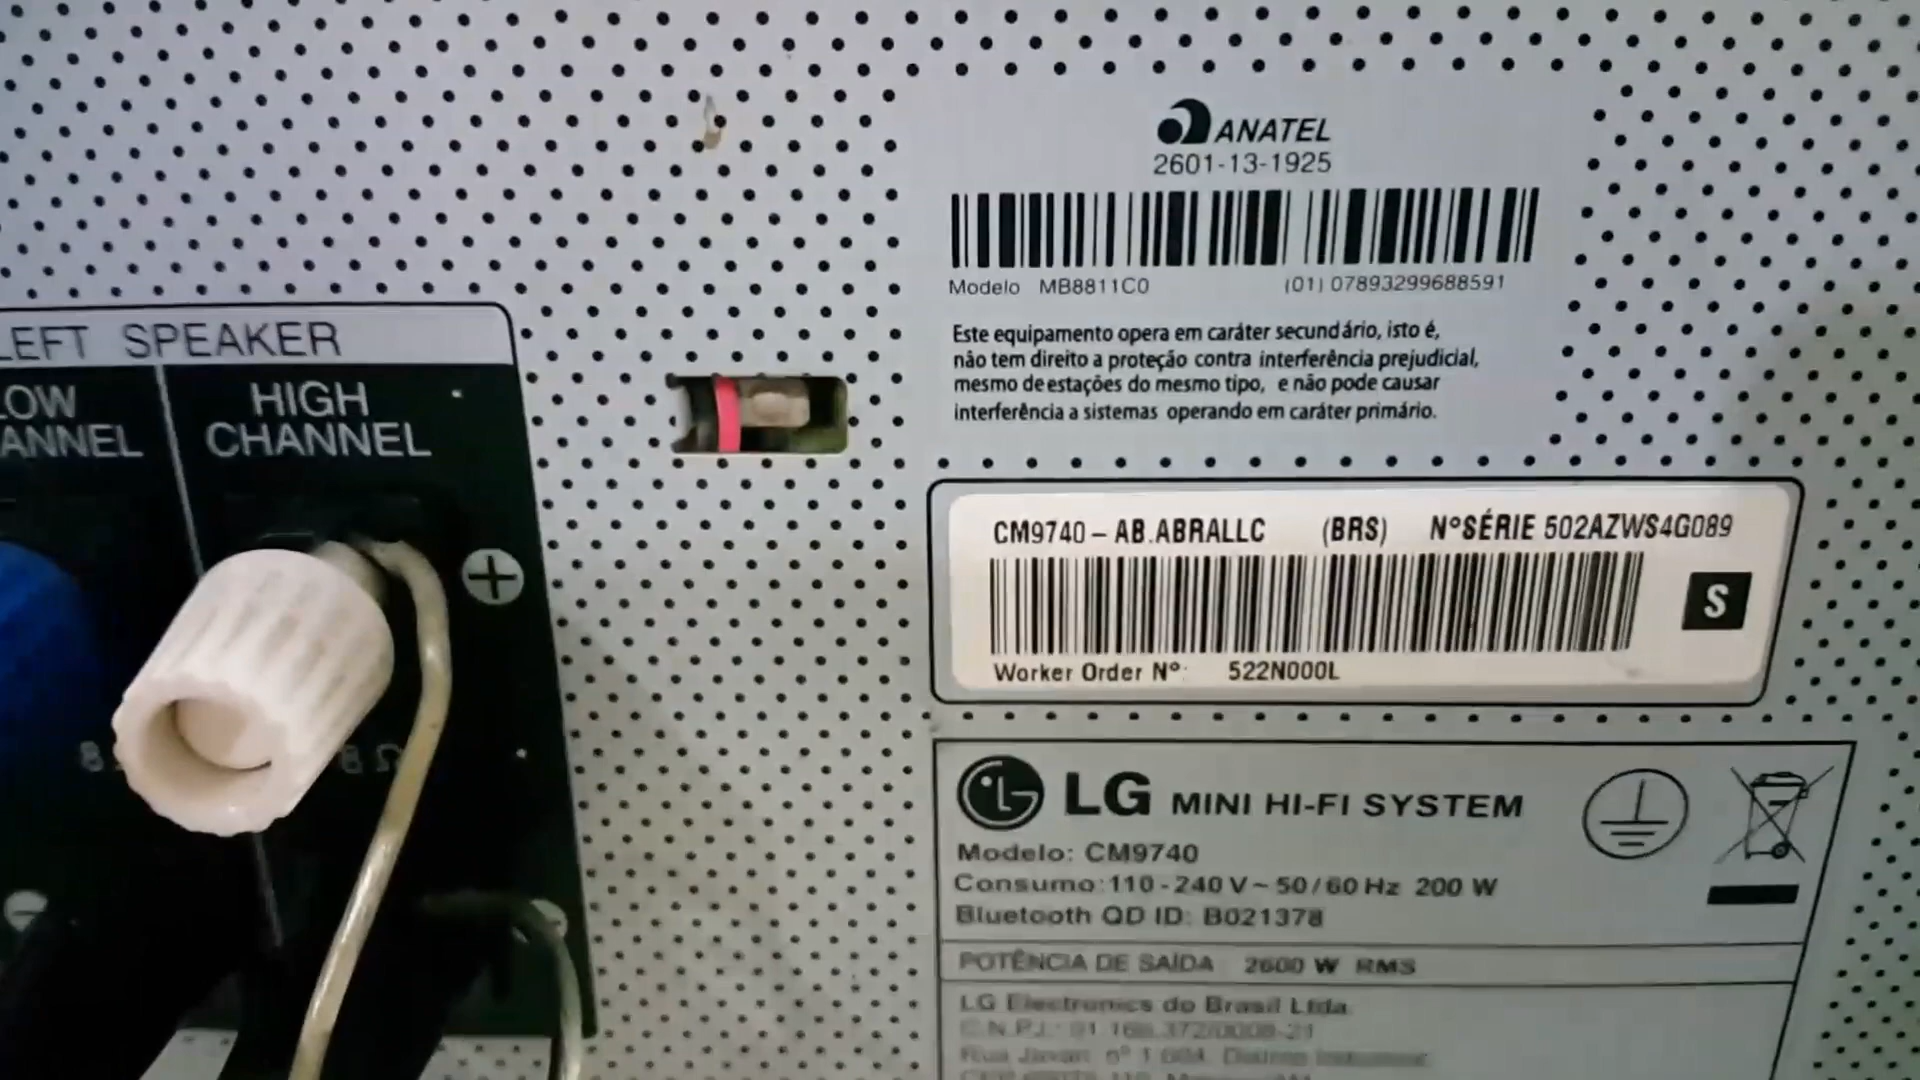 ANATEL
2601-13-1925
Modelo MB8811C0 (01) 07893299688591
Este equipamento opera em caráter secundário, isto é,
não tem direito a proteção contra interferência prejudicial,
mesmo de estações do mesmo tipo, e não pode causar
interferência a sistemas operando em caráter primário.
LEFT SPEAKER
LOW
HIGH
CHANNEL
+
8 Ω
CM9740 – AB.ABRALLC (BRS) NºSÉRIE 502AZWS4G089
S
Worker Order Nº: 522N000L
LG MINI HI-FI SYSTEM
Modelo: CM9740
Consumo: 110-240 V~ 50/60 Hz 200 W
Bluetooth QD ID: B021378
POTÊNCIA DE SAÍDA 2600 W RMS
LG Electronics do Brasil Ltda.